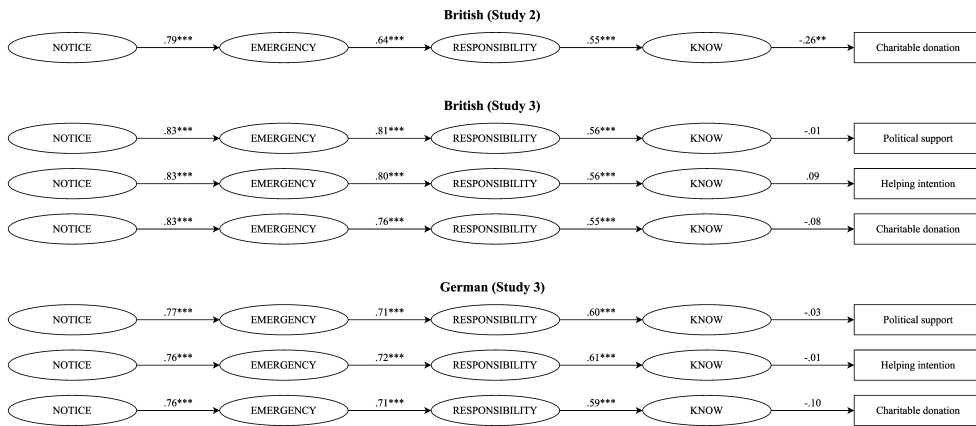 British (Study 2)
NOTICE .79*** EMERGENCY .64*** RESPONSIBILITY .55*** KNOW -.26** Charitable donation
British (Study 3)
NOTICE .83*** EMERGENCY .81*** RESPONSIBILITY .56*** KNOW -.01 Political support
NOTICE .83*** EMERGENCY .80*** RESPONSIBILITY .56*** KNOW .09 Helping intention
NOTICE .83*** EMERGENCY .76*** RESPONSIBILITY .55*** KNOW -.08 Charitable donation
German (Study 3)
NOTICE .77*** EMERGENCY .71*** RESPONSIBILITY .60*** KNOW -.03 Political support
NOTICE .76*** EMERGENCY .72*** RESPONSIBILITY .61*** KNOW -.01 Helping intention
NOTICE .76*** EMERGENCY .71*** RESPONSIBILITY .59*** KNOW -.10 Charitable donation